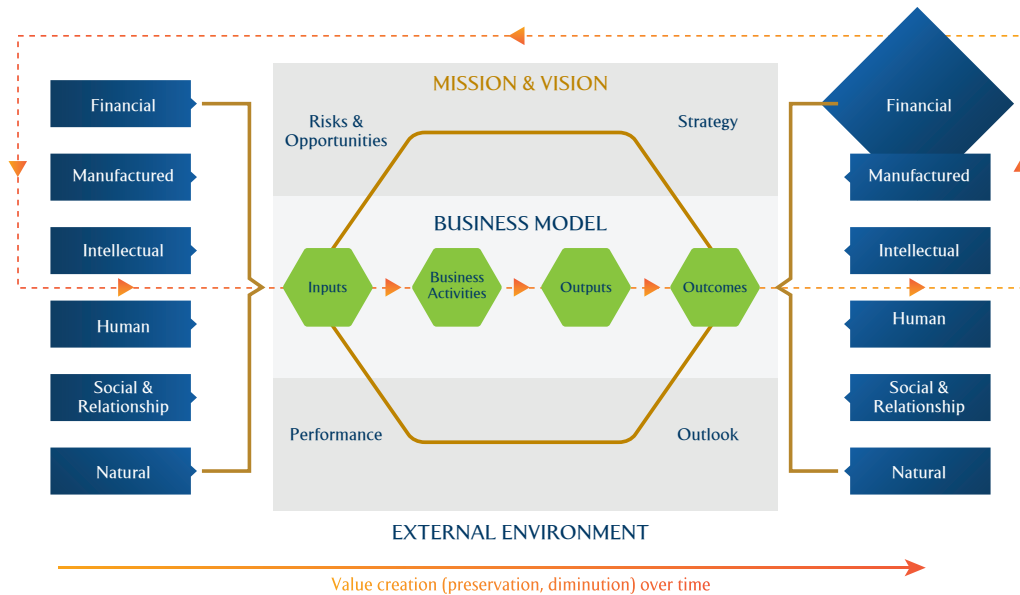 MISSION & VISION
Financial
Manufactured
Intellectual
Human
Social &
Relationship
Natural
Risks &
Opportunities
Strategy
BUSINESS MODEL
Inputs
Business
Activities
Outputs
Outcomes
Performance
Outlook
Financial
Manufactured
Intellectual
Human
Social &
Relationship
Natural
EXTERNAL ENVIRONMENT
Value creation (preservation, diminution) over time